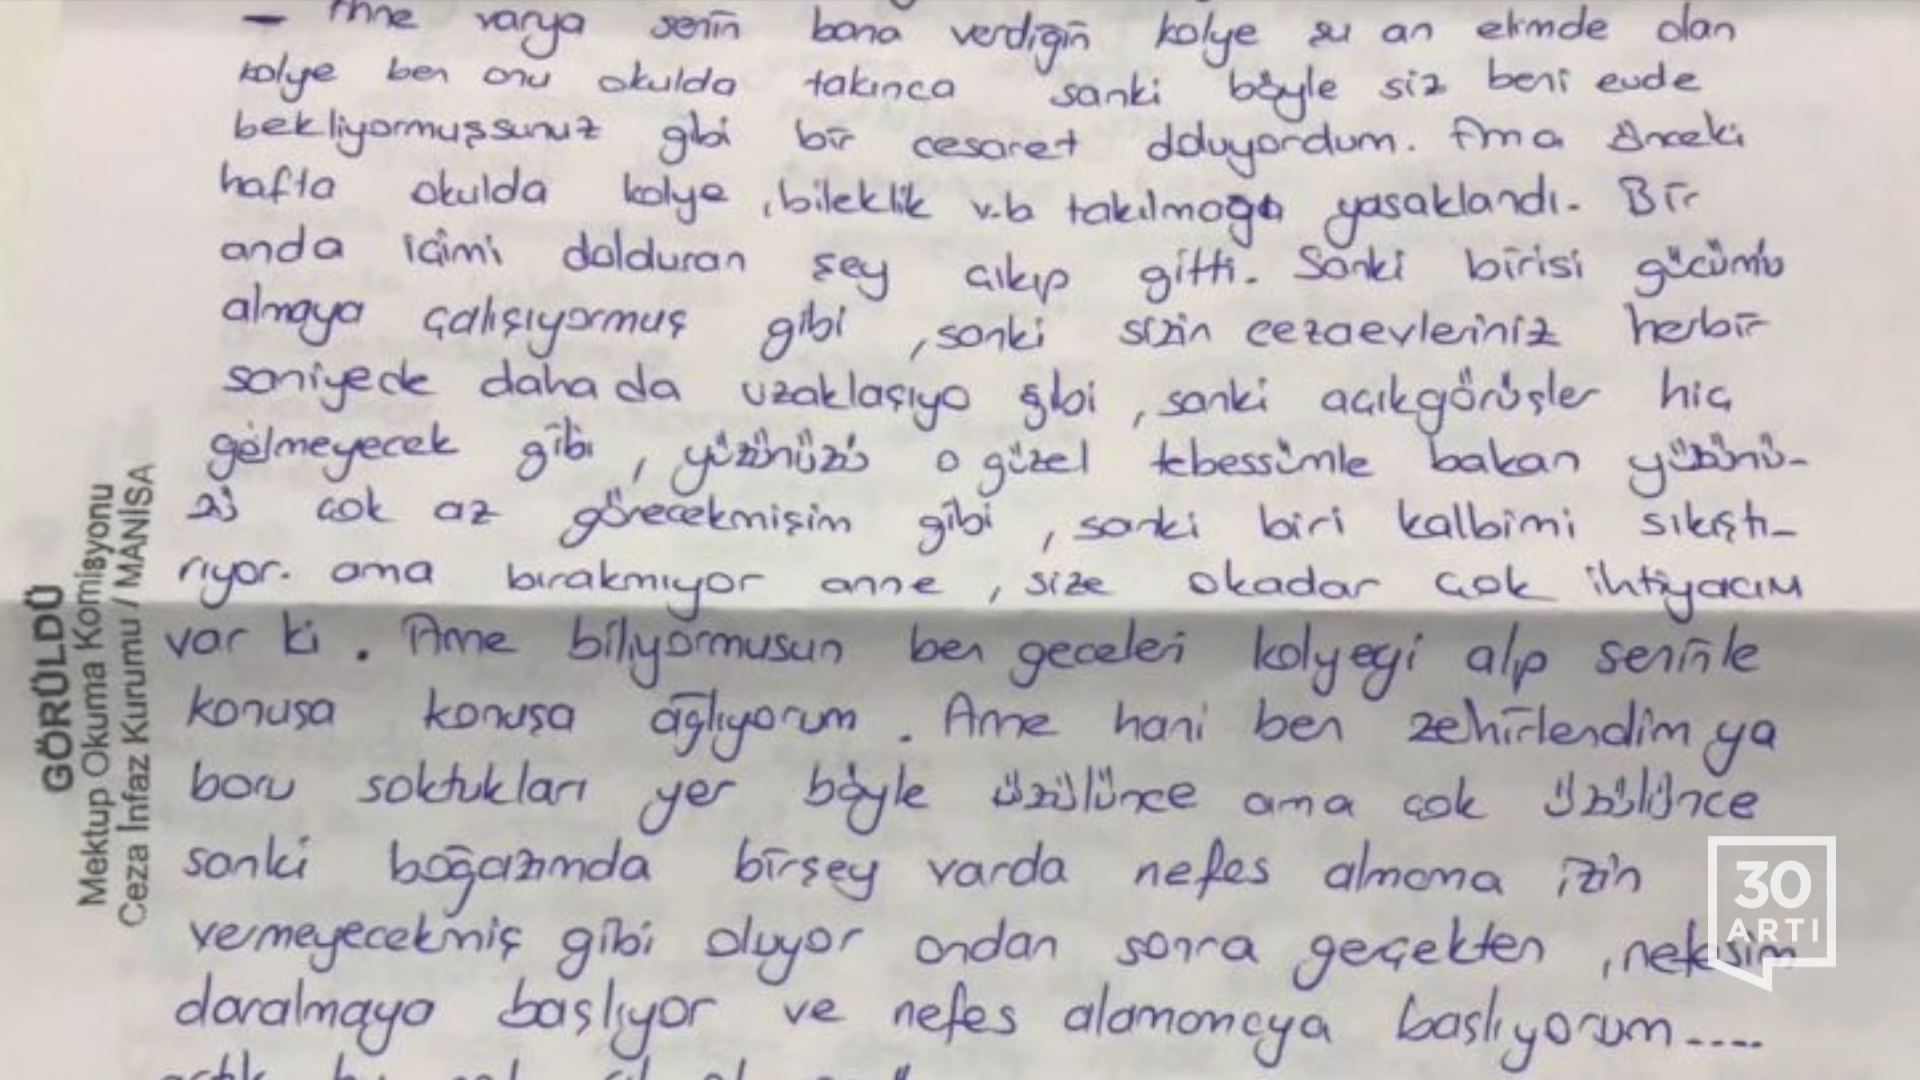 – Anne varya senin bana verdiğin kolye şu an elimde olan
kolye ben onu okulda takınca sanki böyle siz beni evde
bekliyormuşsunuz gibi bir cesaret doluyordum. Ama önceki
hafta okulda kolye, bileklik v.b takılmağa yasaklandı. Bir
anda içimi dolduran şey çıkıp gitti. Sanki birisi gücümü
almaya çalışıyormuş gibi, sanki sizin cezaevleriniz herbir
saniyede daha da uzaklaşıyo gibi, sanki açıkgörüşler hiç
gelmeyecek gibi, yüzünüzü o güzel tebessümle bakan yüzünü-
zü çok az görecekmişim gibi, sanki biri kalbimi sıkıştı-
rıyor. ama bırakmıyor anne, size okadar çok ihtiyacım
var ki. Anne biliyormusun ben geceleri kolyeyi alıp seninle
konuşa konuşa ağlıyorum. Anne hani ben zehirlendim ya
boru soktukları yer böyle üzülünce ama çok üzülünce
sanki boğazımda birşey varda nefes almama izin
vermeyecekmiş gibi oluyor ondan sonra geçekten, nefesim
daralmaya başlıyor ve nefes alamamaya başlıyorum....
GÖRÜLDÜ
Mektup Okuma Komisyonu
Ceza İnfaz Kurumu / MANİSA
30
ARTI